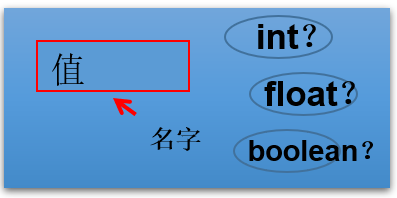 值
名字
int？
float？
boolean？